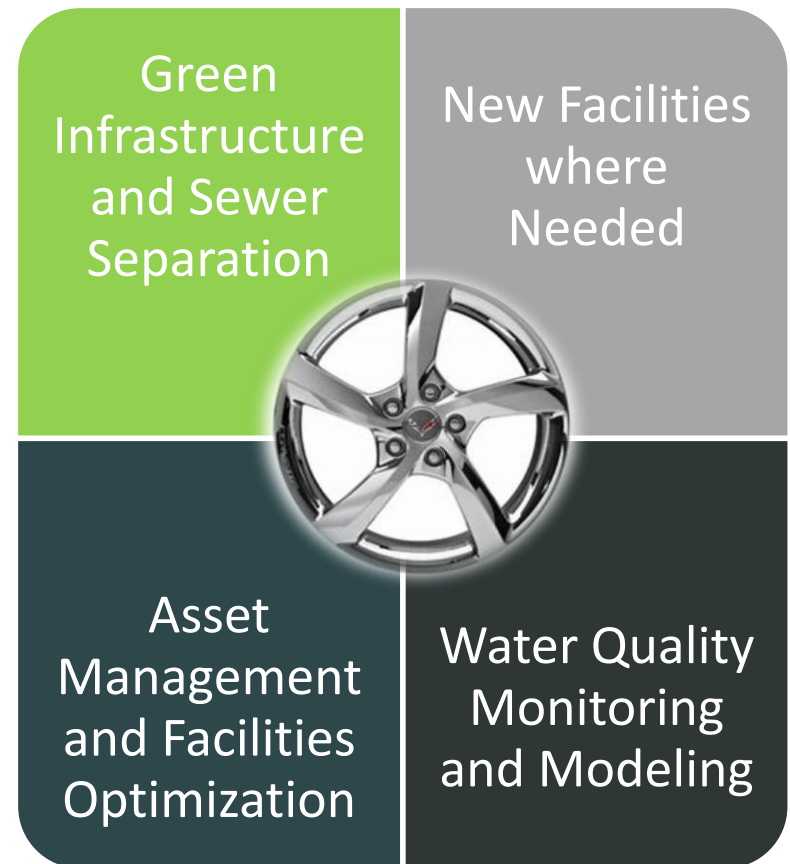 Green
Infrastructure
and Sewer
Separation
New Facilities
where
Needed
Asset
Management
and Facilities
Optimization
Water Quality
Monitoring
and Modeling